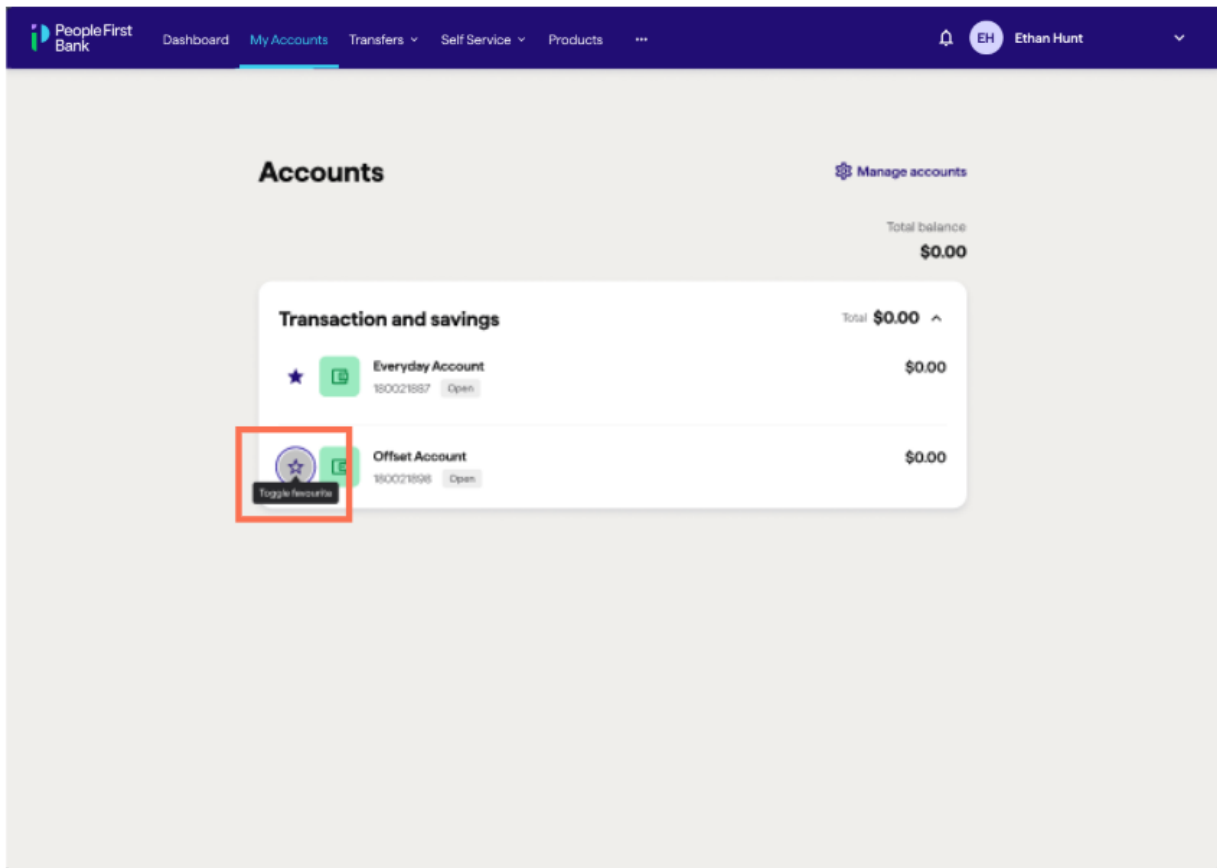 People First
Bank
Dashboard My Accounts Transfers Self Service Products ...
EH Ethan Hunt
Accounts
Manage accounts
Total balance
$0.00
Transaction and savings
Total $0.00
Everyday Account
$0.00
180021887 Open
Offset Account
$0.00
180021898 Open
Toggle favourite